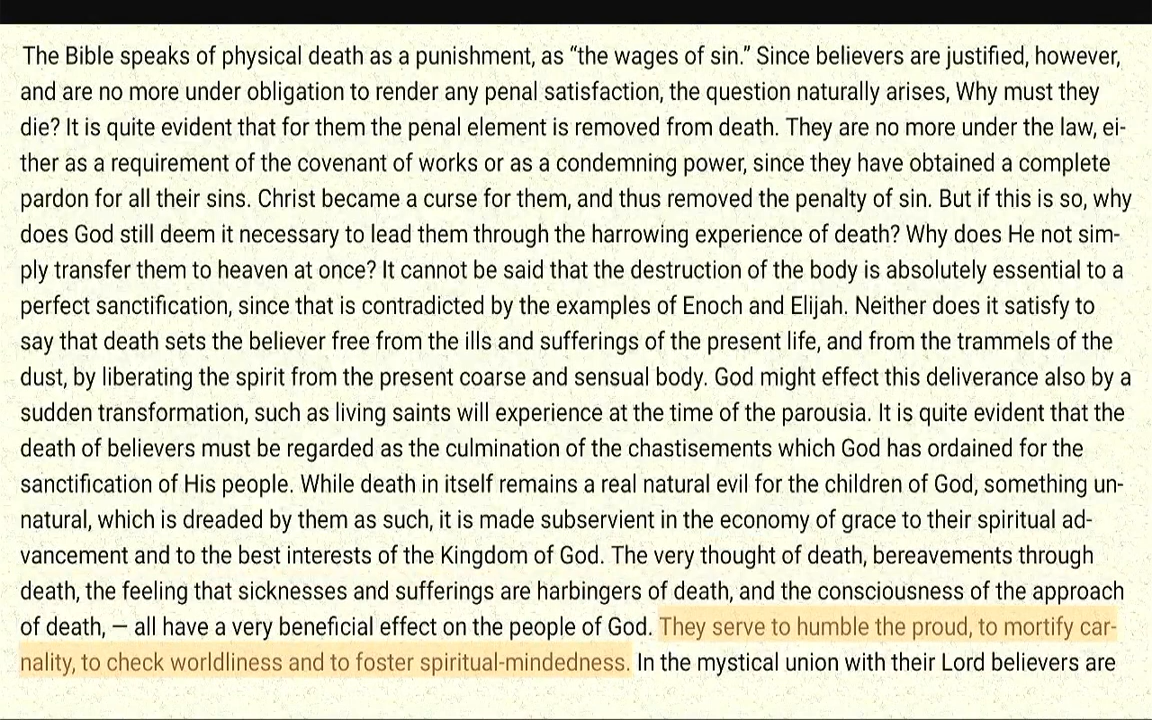 The Bible speaks of physical death as a punishment, as “the wages of sin.” Since believers are justified, however,
and are no more under obligation to render any penal satisfaction, the question naturally arises, Why must they
die? It is quite evident that for them the penal element is removed from death. They are no more under the law, ei-
ther as a requirement of the covenant of works or as a condemning power, since they have obtained a complete
pardon for all their sins. Christ became a curse for them, and thus removed the penalty of sin. But if this is so, why
does God still deem it necessary to lead them through the harrowing experience of death? Why does He not sim-
ply transfer them to heaven at once? It cannot be said that the destruction of the body is absolutely essential to a
perfect sanctification, since that is contradicted by the examples of Enoch and Elijah. Neither does it satisfy to
say that death sets the believer free from the ills and sufferings of the present life, and from the trammels of the
dust, by liberating the spirit from the present coarse and sensual body. God might effect this deliverance also by a
sudden transformation, such as living saints will experience at the time of the parousia. It is quite evident that the
death of believers must be regarded as the culmination of the chastisements which God has ordained for the
sanctification of His people. While death in itself remains a real natural evil for the children of God, something un-
natural, which is dreaded by them as such, it is made subservient in the economy of grace to their spiritual ad-
vancement and to the best interests of the Kingdom of God. The very thought of death, bereavements through
death, the feeling that sicknesses and sufferings are harbingers of death, and the consciousness of the approach
of death, — all have a very beneficial effect on the people of God. They serve to humble the proud, to mortify car-
nality, to check worldliness and to foster spiritual-mindedness. In the mystical union with their Lord believers are